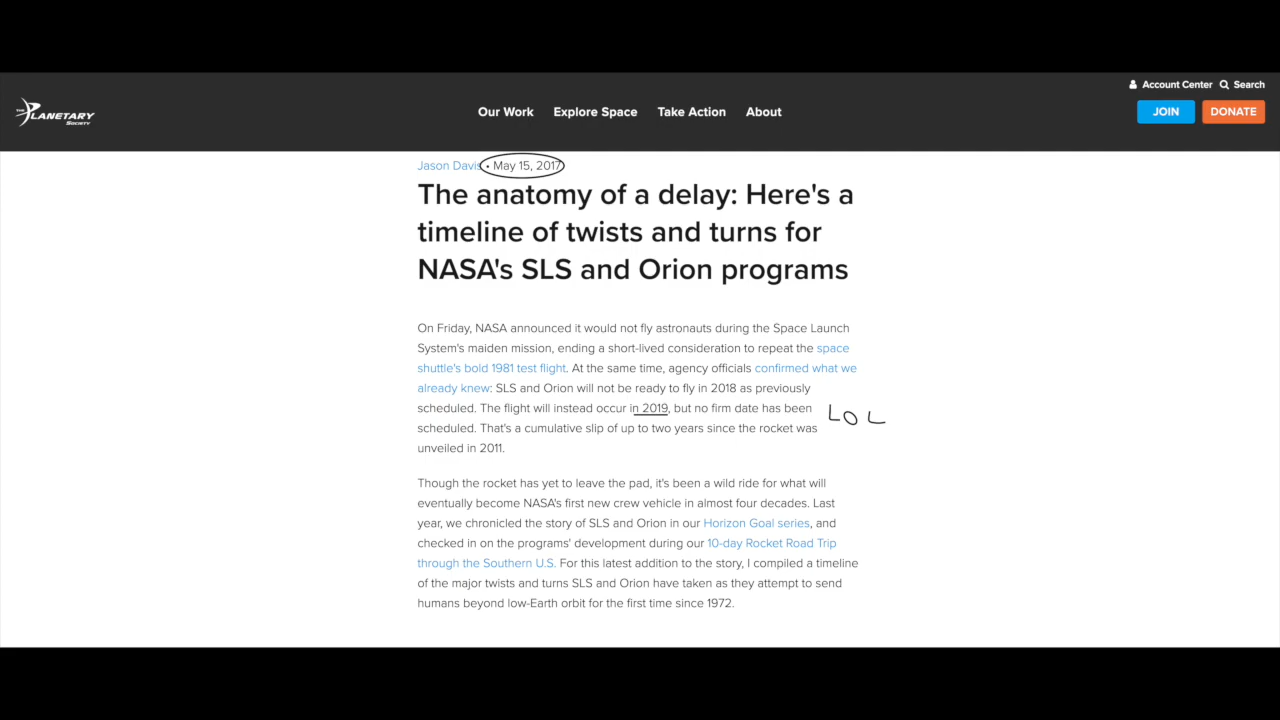 Account Center
Search
THE PLANETARY SOCIETY
Our Work
Explore Space
Take Action
About
JOIN
DONATE
Jason Davis • May 15, 2017
The anatomy of a delay: Here's a
timeline of twists and turns for
NASA's SLS and Orion programs
On Friday, NASA announced it would not fly astronauts during the Space Launch
System's maiden mission, ending a short-lived consideration to repeat the space
shuttle's bold 1981 test flight. At the same time, agency officials confirmed what we
already knew: SLS and Orion will not be ready to fly in 2018 as previously
scheduled. The flight will instead occur in 2019, but no firm date has been
LOL
scheduled. That's a cumulative slip of up to two years since the rocket was
unveiled in 2011.
Though the rocket has yet to leave the pad, it's been a wild ride for what will
eventually become NASA's first new crew vehicle in almost four decades. Last
year, we chronicled the story of SLS and Orion in our Horizon Goal series, and
checked in on the programs' development during our 10-day Rocket Road Trip
through the Southern U.S. For this latest addition to the story, I compiled a timeline
of the major twists and turns SLS and Orion have taken as they attempt to send
humans beyond low-Earth orbit for the first time since 1972.